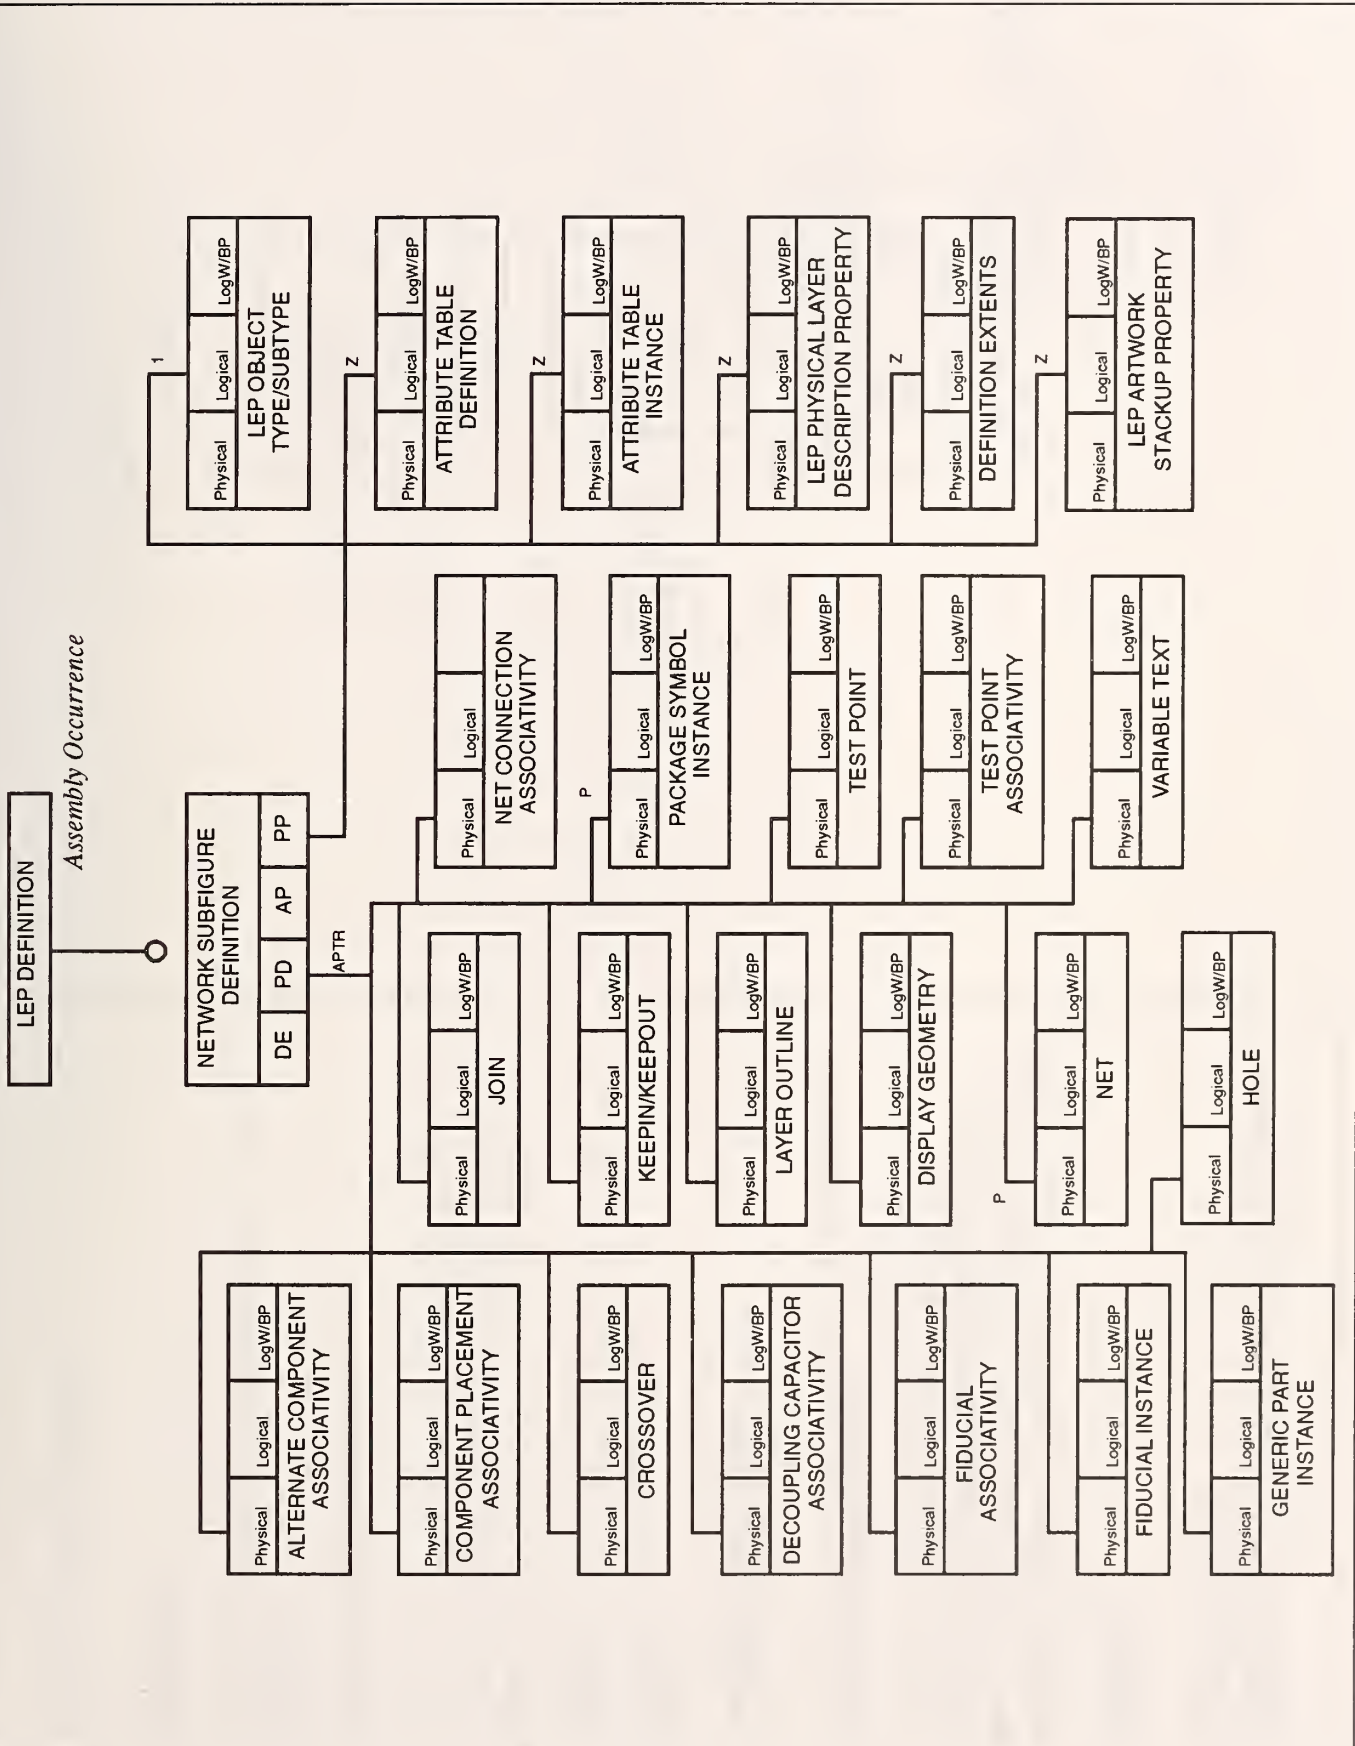 LEP DEFINITION
Assembly Occurrence
NETWORK SUBFIGURE
DEFINITION
DE PD AP PP
APTR
1
Physical Logical LogW/BP
LEP OBJECT
TYPE/SUBTYPE
Z
Physical Logical LogW/BP
ATTRIBUTE TABLE
DEFINITION
Z
Physical Logical LogW/BP
ATTRIBUTE TABLE
INSTANCE
Z
Physical Logical LogW/BP
LEP PHYSICAL LAYER
DESCRIPTION PROPERTY
Z
Physical Logical LogW/BP
DEFINITION EXTENTS
Z
Physical Logical LogW/BP
LEP ARTWORK
STACKUP PROPERTY
Physical Logical
NET CONNECTION
ASSOCIATIVITY
P
Physical Logical LogW/BP
PACKAGE SYMBOL
INSTANCE
Physical Logical LogW/BP
TEST POINT
Physical Logical LogW/BP
TEST POINT
ASSOCIATIVITY
Physical Logical LogW/BP
VARIABLE TEXT
Physical Logical LogW/BP
JOIN
Physical Logical LogW/BP
KEEPIN/KEEPOUT
Physical Logical LogW/BP
LAYER OUTLINE
Physical Logical LogW/BP
DISPLAY GEOMETRY
P
Physical Logical LogW/BP
NET
Physical Logical LogW/BP
HOLE
Physical Logical LogW/BP
ALTERNATE COMPONENT
ASSOCIATIVITY
Physical Logical LogW/BP
COMPONENT PLACEMENT
ASSOCIATIVITY
Physical Logical LogW/BP
CROSSOVER
Physical Logical LogW/BP
DECOUPLING CAPACITOR
ASSOCIATIVITY
Physical Logical LogW/BP
FIDUCIAL
ASSOCIATIVITY
Physical Logical LogW/BP
FIDUCIAL INSTANCE
Physical Logical LogW/BP
GENERIC PART
INSTANCE